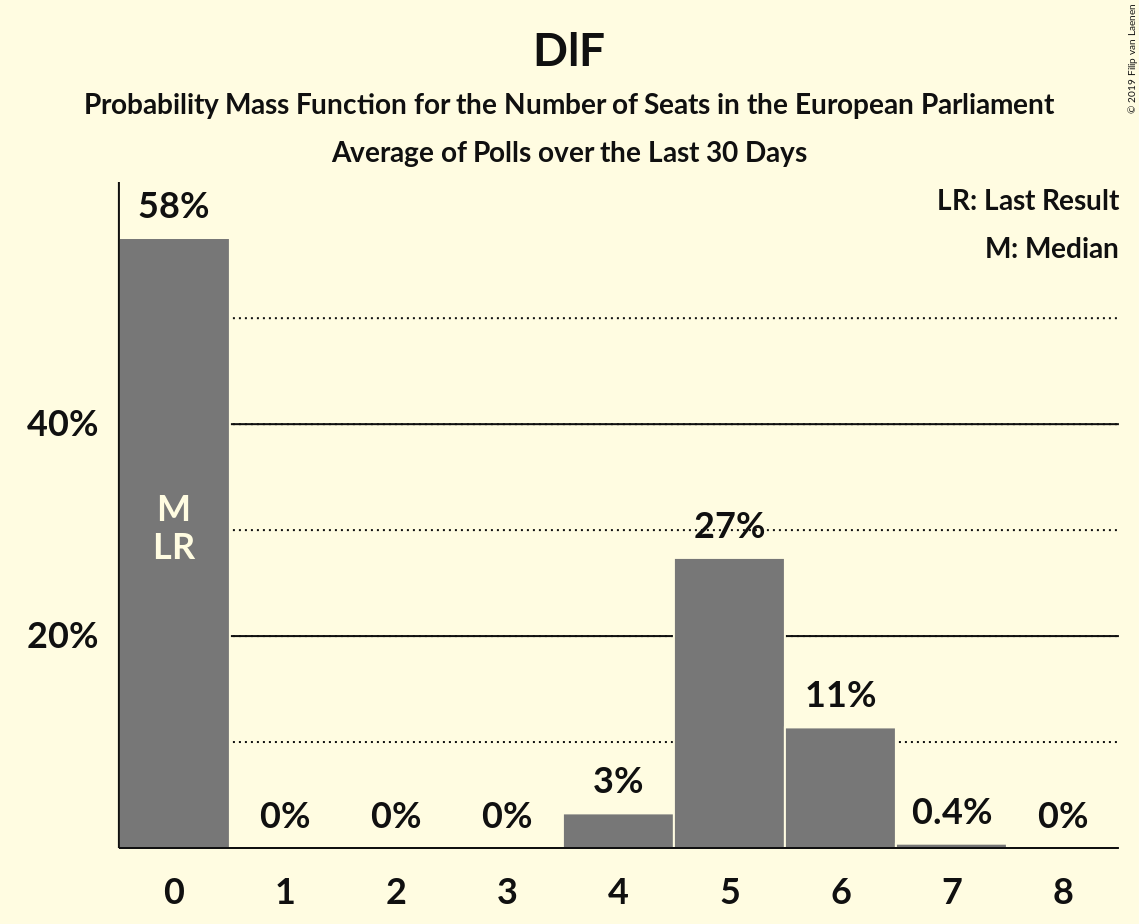 DIF
Probability Mass Function for the Number of Seats in the European Parliament
Average of Polls over the Last 30 Days
© 2019 Filip van Laenen
LR: Last Result
M: Median
58%
40%
M
LR
27%
20%
11%
3%
0%
0%
0%
0.4%
0%
0
1
2
3
4
5
6
7
8